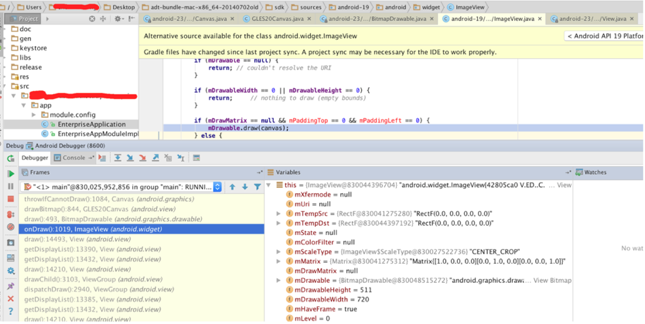 / Users Desktop adt-bundle-mac-x86_64-20140702old sdk sources android-19 android widget ImageView
Project
android-23/.../Canvas.java GLES20Canvas.java android-23/.../BitmapDrawable.java android-19/.../ImageView.java android-23/.../View.java
doc
gen
keystore
libs
release
res
src
app
module.config
EnterpriseApplication
EnterpriseAppModuleImpl
Alternative source available for the class android.widget.ImageView
< Android API 19 Platfor
Gradle files have changed since last project sync. A project sync may be necessary for the IDE to work properly.
if (mDrawable == null) {
return; // couldn't resolve the URI
}
if (mDrawableWidth == 0 || mDrawableHeight == 0) {
return; // nothing to draw (empty bounds)
}
if (mDrawMatrix == null && mPaddingTop == 0 && mPaddingLeft == 0) {
mDrawable.draw(canvas);
} else {
Debug Android Debugger (8600)
Debugger Console
Frames
"<1> main"@830,025,952,856 in group "main": RUNNI...
throwIfCannotDraw:1084, Canvas (android.graphics)
drawBitmap:844, GLES20Canvas (android.view)
draw:493, BitmapDrawable (android.graphics.drawable)
onDraw:1019, ImageView (android.widget)
draw:14493, View (android.view)
getDisplayList:13390, View (android.view)
getDisplayList:13432, View (android.view)
draw:14210, View (android.view)
drawChild:3103, ViewGroup (android.view)
dispatchDraw:2940, ViewGroup (android.view)
getDisplayList:13385, View (android.view)
getDisplayList:13432, View (android.view)
draw:14210, View (android.view)
Variables
this = {ImageView@830044396704} "android.widget.ImageView{42805ca0 V.ED..C. ... View
mXfermode = null
mUri = null
mTempSrc = {RectF@830041275280} "RectF(0.0, 0.0, 0.0, 0.0)"
mTempDst = {RectF@830044397192} "RectF(0.0, 0.0, 0.0, 0.0)"
mState = null
mColorFilter = null
mScaleType = {ImageView$ScaleType@830027522736} "CENTER_CROP"
mMatrix = {Matrix@830041275312} "Matrix{[1.0, 0.0, 0.0][0.0, 1.0, 0.0][0.0, 0.0, 1.0]}"
mDrawMatrix = null
mDrawable = {BitmapDrawable@830048515272} "android.graphics.draw... View Bitmap
mDrawableHeight = 511
mDrawableWidth = 720
mHaveFrame = true
mLevel = 0
Watches
No wat